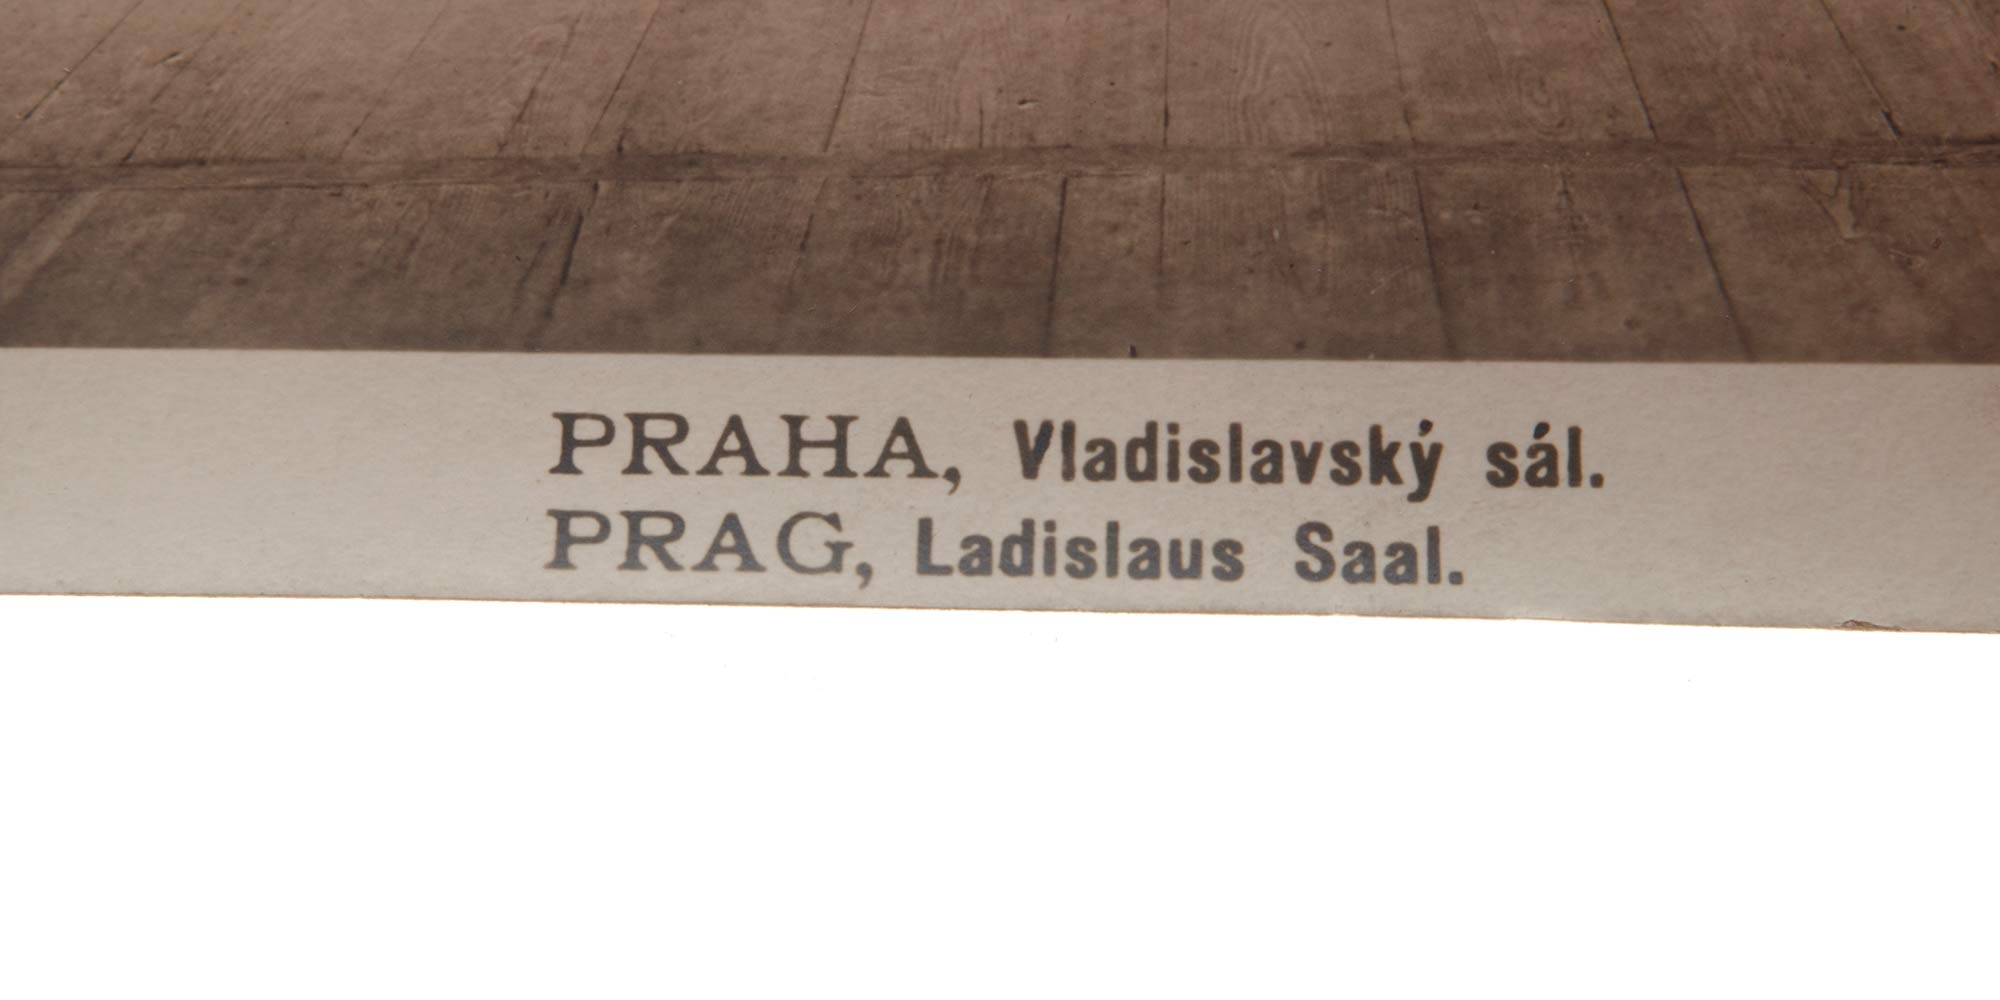 PRAHA, Vladislavský sál.
PRAG, Ladislaus Saal.